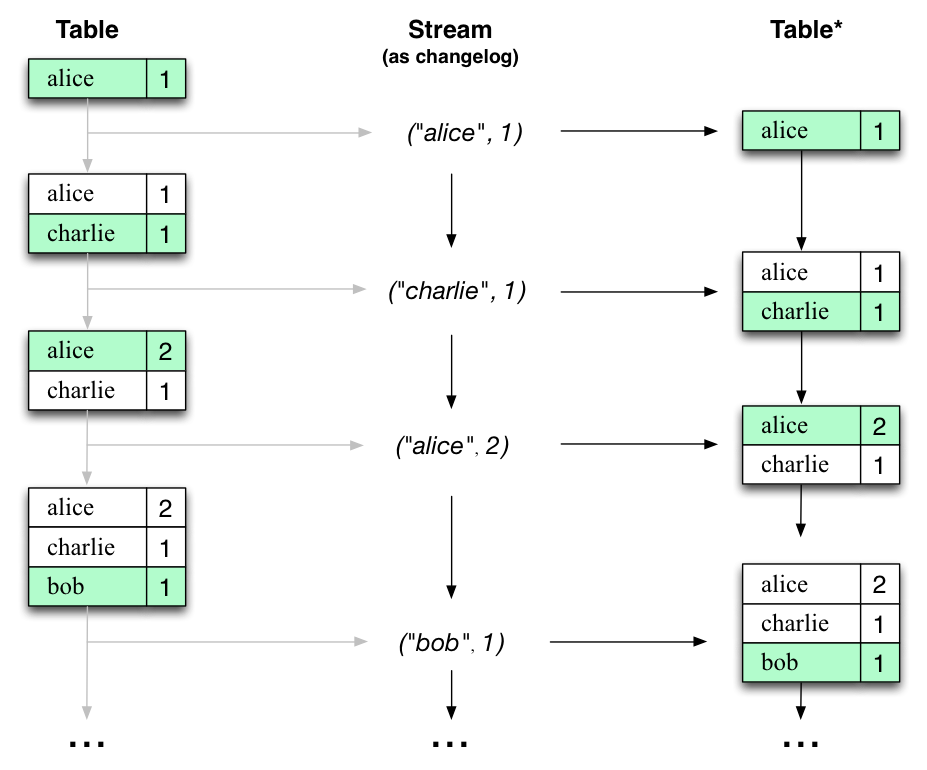 Table
Stream
(as changelog)
Table*
alice 1
("alice", 1)
alice 1
alice 1
charlie 1
("charlie", 1)
alice 1
charlie 1
alice 2
charlie 1
("alice", 2)
alice 2
charlie 1
alice 2
charlie 1
bob 1
("bob", 1)
alice 2
charlie 1
bob 1
... ... ...